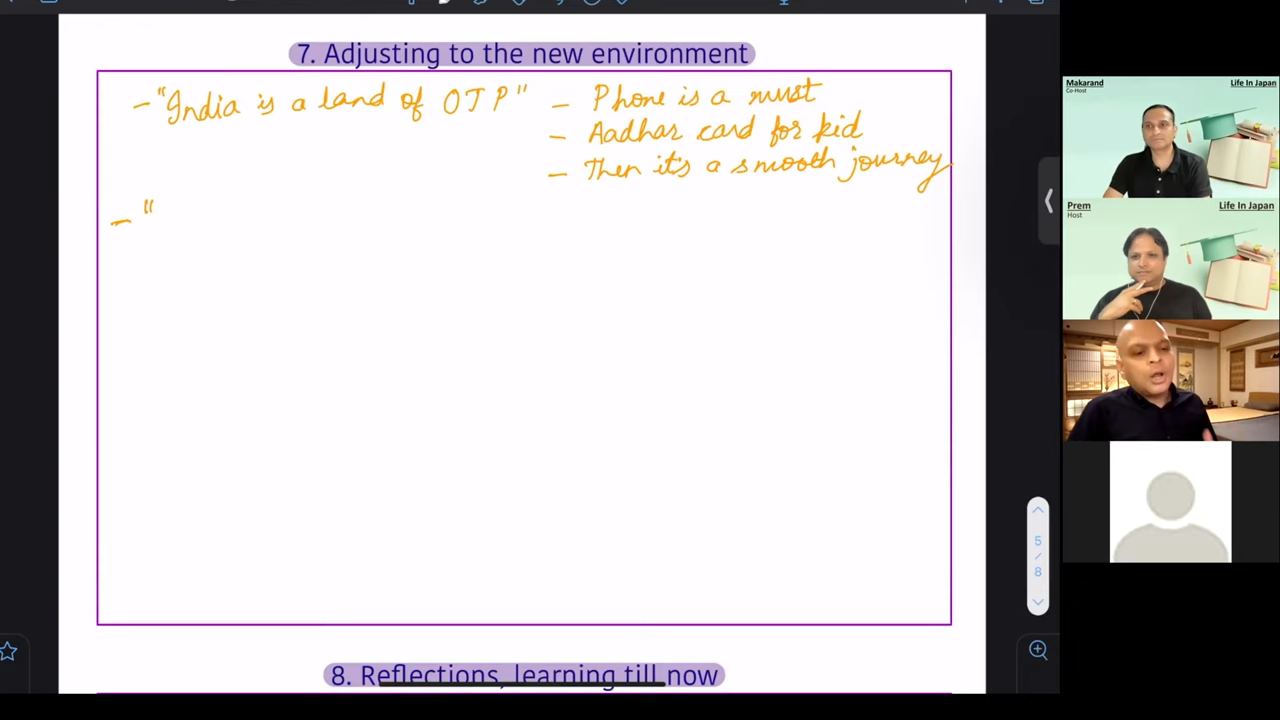 7. Adjusting to the new environment
- "India is a land of OTP" - Phone is a must
- Aadhar card for kid
- Then it's a smooth journey
- "
8. Reflections, learning till now
5
/
8
Makarand
Co-Host
Life In Japan
Prem
Host
Life In Japan